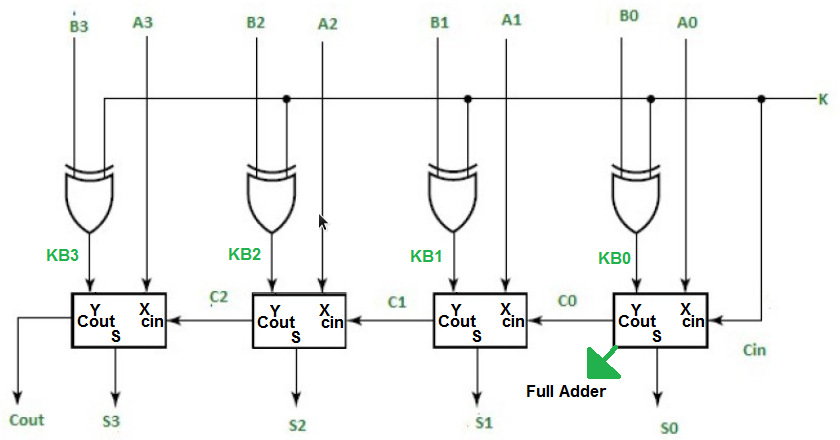 B3 A3 B2 A2 B1 A1 B0 A0
K
KB3 KB2 KB1 KB0
C2 C1 C0
Y X Y X Y X Y X
Cout cin Cout cin Cout cin Cout cin
S S S S
Cin
Full Adder
Cout S3 S2 S1 S0